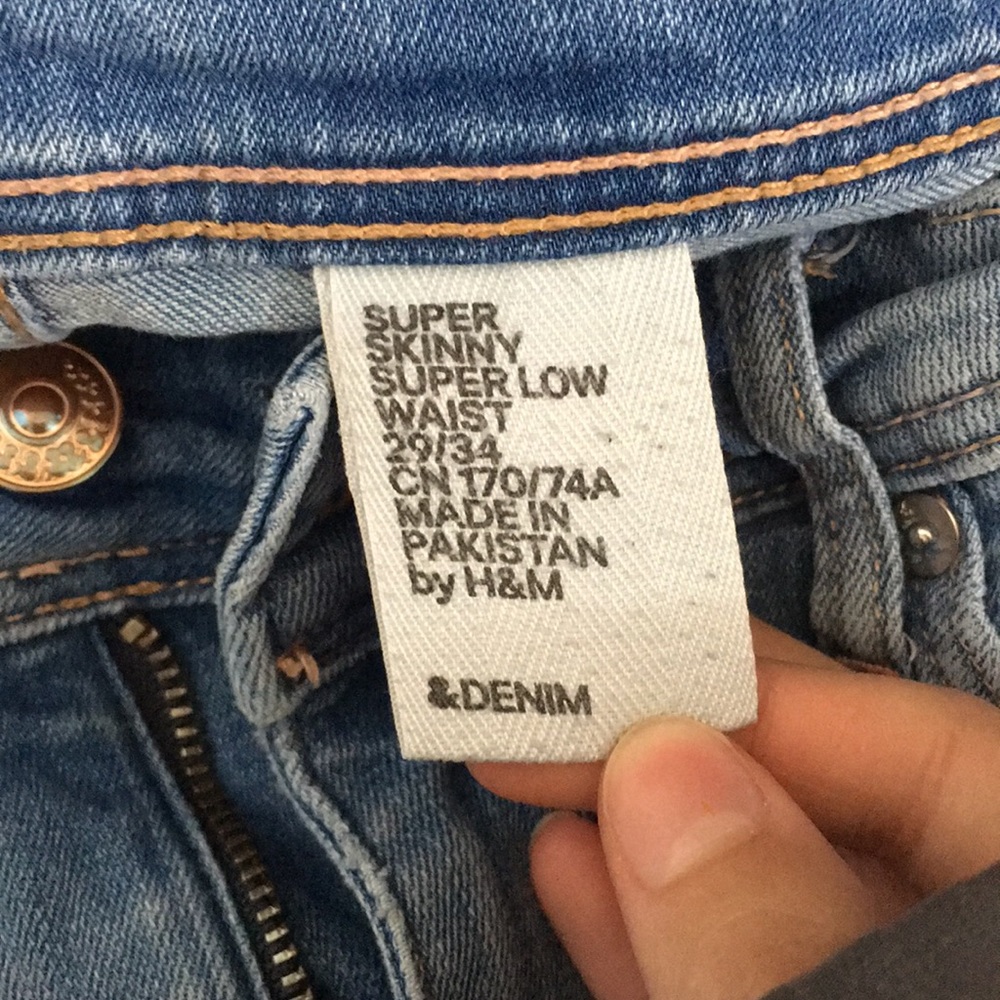 SUPER
SKINNY
SUPER LOW
WAIST
29/34
CN 170/74A
MADE IN
PAKISTAN
by H&M
&DENIM